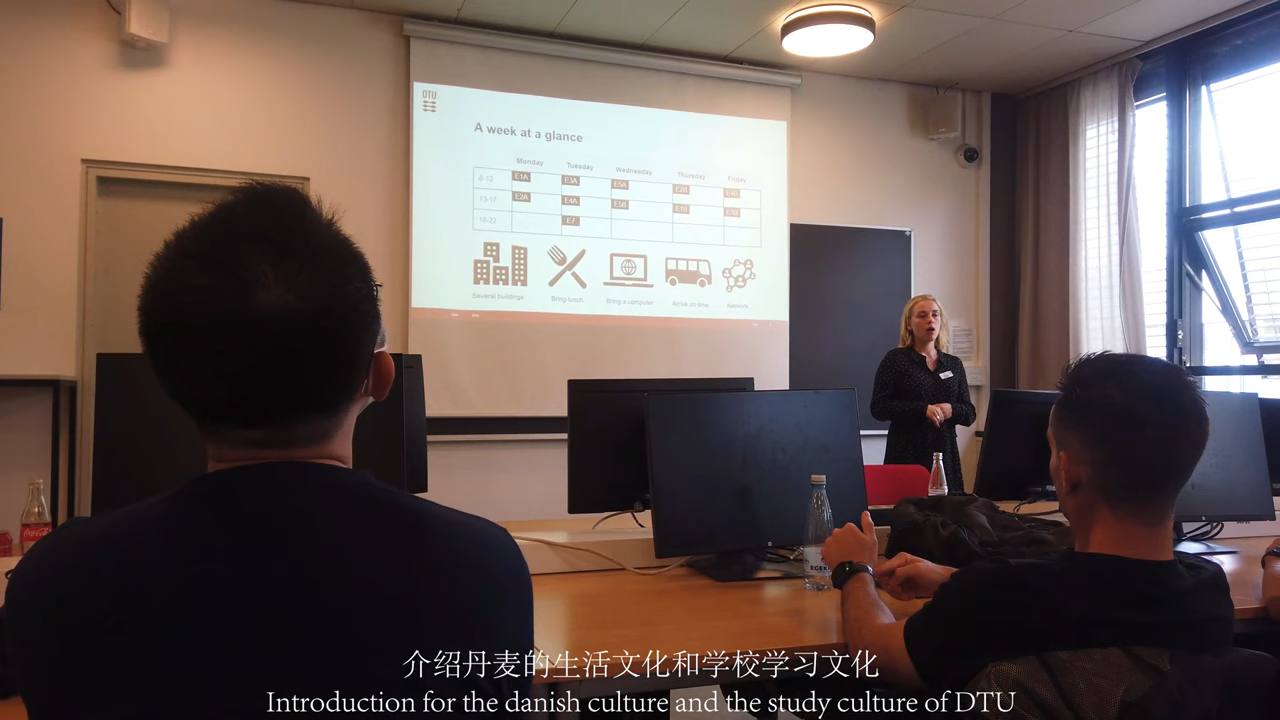 DTU
A week at a glance
Monday Tuesday Wednesday Thursday Friday
8-12 E1A E3A E5A E2B
13-17 E2A E4A E5B E1B
18-22 E7
Several buildings Bring lunch Bring a computer Arrive on time Network
Coca-Cola
介绍丹麦的生活文化和学校学习文化
Introduction for the danish culture and the study culture of DTU